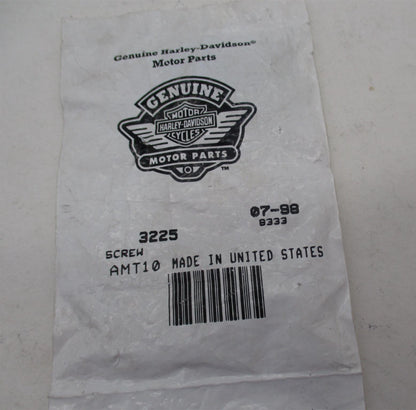 Genuine Harley-Davidson®
Motor Parts
GENUINE
MOTOR
HARLEY-DAVIDSON
CYCLES
MOTOR PARTS
TM
07-98
3225
8333
SCREW
AMT10 MADE IN UNITED STATES